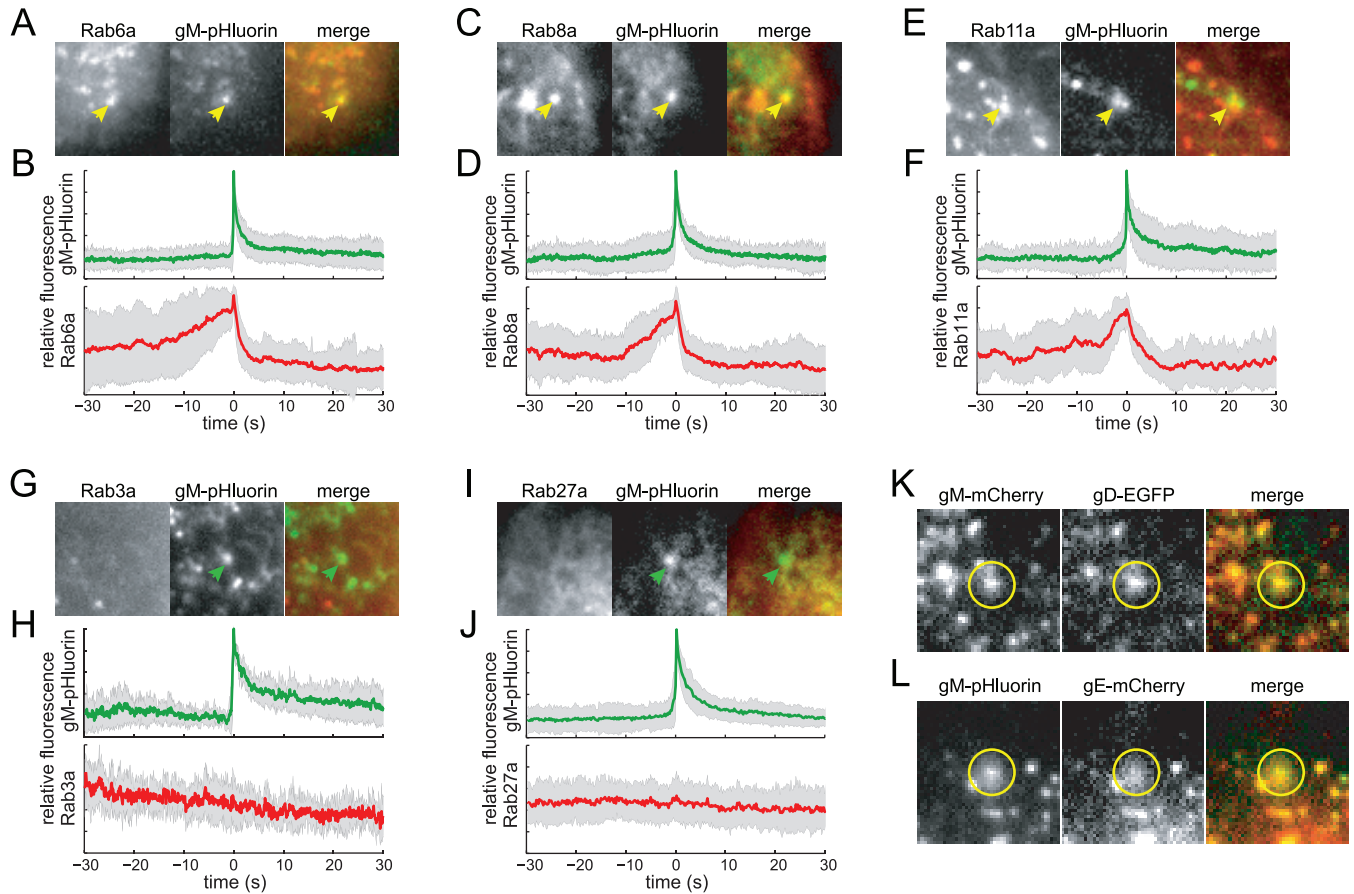 A
Rab6a gM-pHluorin merge
B
relative fluorescence
gM-pHluorin
Rab6a
−30 −20 −10 0 10 20 30
time (s)
C
Rab8a gM-pHluorin merge
D
relative fluorescence
gM-pHluorin
Rab8a
−30 −20 −10 0 10 20 30
time (s)
E
Rab11a gM-pHluorin merge
F
relative fluorescence
gM-pHluorin
Rab11a
−30 −20 −10 0 10 20 30
time (s)
G
Rab3a gM-pHluorin merge
H
relative fluorescence
gM-pHluorin
Rab3a
−30 −20 −10 0 10 20 30
time (s)
I
Rab27a gM-pHluorin merge
J
relative fluorescence
gM-pHluorin
Rab27a
−30 −20 −10 0 10 20 30
time (s)
K
gM-mCherry gD-EGFP merge
L
gM-pHluorin gE-mCherry merge